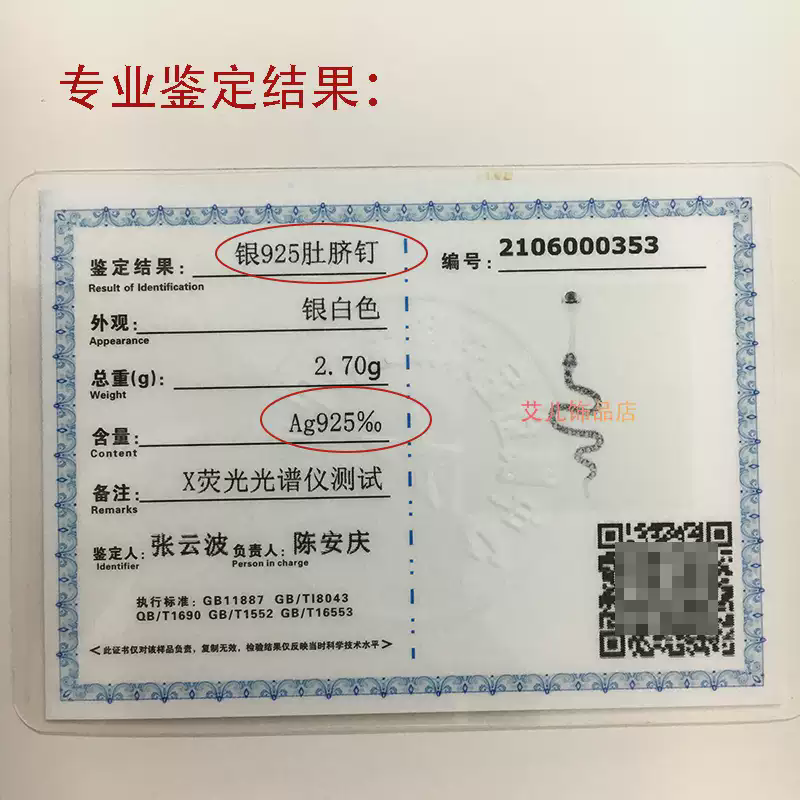 专业鉴定结果：
鉴定结果： 银925肚脐钉
Result of Identification
编号： 2106000353
外观： 银白色
Appearance
总重(g)： 2.70g
Weight
含量： Ag925‰
Content
艾儿饰品店
备注： X荧光光谱仪测试
Remarks
鉴定人： 张云波 负责人： 陈安庆
Identifier Person in charge
执行标准：GB11887 GB/TI8043
QB/T1690 GB/T1552 GB/T16553
<此证书仅对该样品负责，复制无效，检验结果仅反映当时科学技术水平>